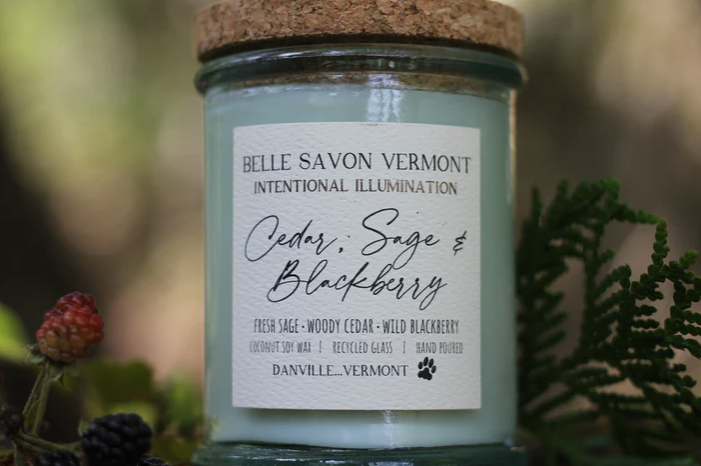 BELLE SAVON VERMONT
INTENTIONAL ILLUMINATION
Cedar, Sage &
Blackberry
FRESH SAGE • WOODY CEDAR • WILD BLACKBERRY
COCONUT SOY WAX | RECYCLED GLASS | HAND POURED
DANVILLE...VERMONT